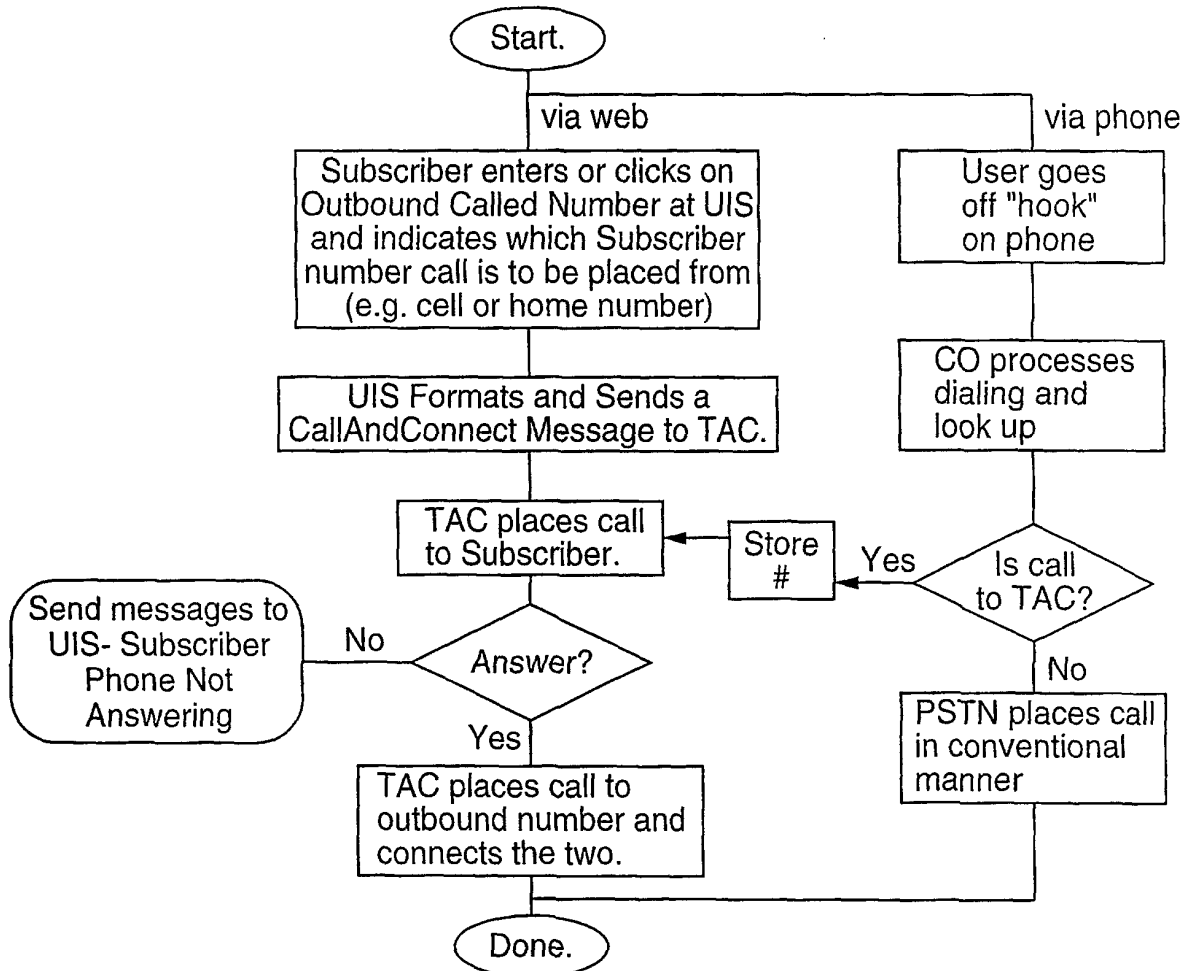 Start.
via web
via phone
Subscriber enters or clicks on
Outbound Called Number at UIS
and indicates which Subscriber
number call is to be placed from
(e.g. cell or home number)
User goes
off "hook"
on phone
UIS Formats and Sends a
CallAndConnect Message to TAC.
CO processes
dialing and
look up
TAC places call
to Subscriber.
Store
#
Yes
Is call
to TAC?
Send messages to
UIS- Subscriber
Phone Not
Answering
No
Answer?
No
Yes
PSTN places call
in conventional
manner
TAC places call to
outbound number and
connects the two.
Done.